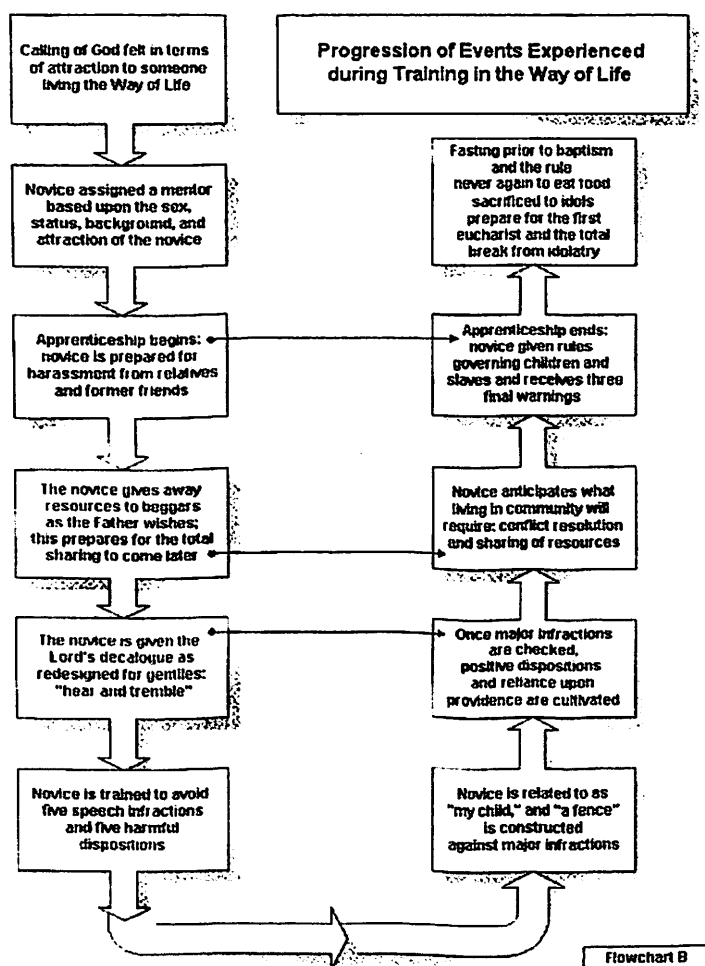 Calling of God felt in terms
of attraction to someone
living the Way of Life
Progression of Events Experienced
during Training in the Way of Life
Novice assigned a mentor
based upon the sex,
status, background, and
attraction of the novice
Apprenticeship begins:
novice is prepared for
harassment from relatives
and former friends
The novice gives away
resources to beggars
as the Father wishes;
this prepares for the total
sharing to come later
The novice is given the
Lord's decalogue as
redesigned for gentiles:
"hear and tremble"
Novice is trained to avoid
five speech infractions
and five harmful
dispositions
Novice is related to as
"my child," and "a fence"
is constructed
against major infractions
Once major infractions
are checked,
positive dispositions
and reliance upon
providence are cultivated
Novice anticipates what
living in community will
require: conflict resolution
and sharing of resources
Apprenticeship ends:
novice given rules
governing children and
slaves and receives three
final warnings
Fasting prior to baptism
and the rule
never again to eat food
sacrificed to idols
prepare for the first
eucharist and the total
break from idolatry
Flowchart B